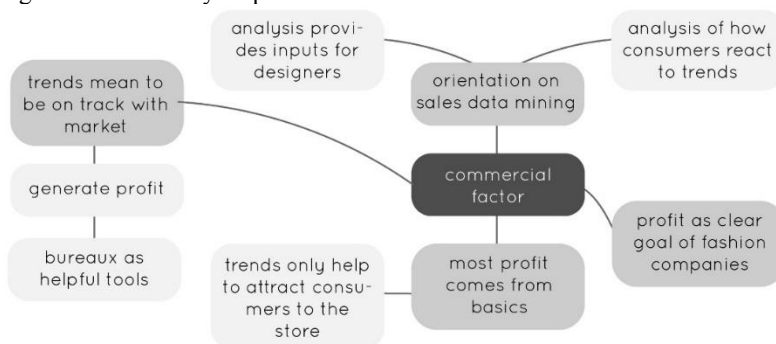 analysis provi-
des inputs for
designers
analysis of how
consumers react
to trends
trends mean to
be on track with
market
orientation on
sales data mining
generate profit
commercial
factor
bureaux as
helpful tools
trends only help
to attract consu-
mers to the
store
most profit
comes from
basics
profit as clear
goal of fashion
companies